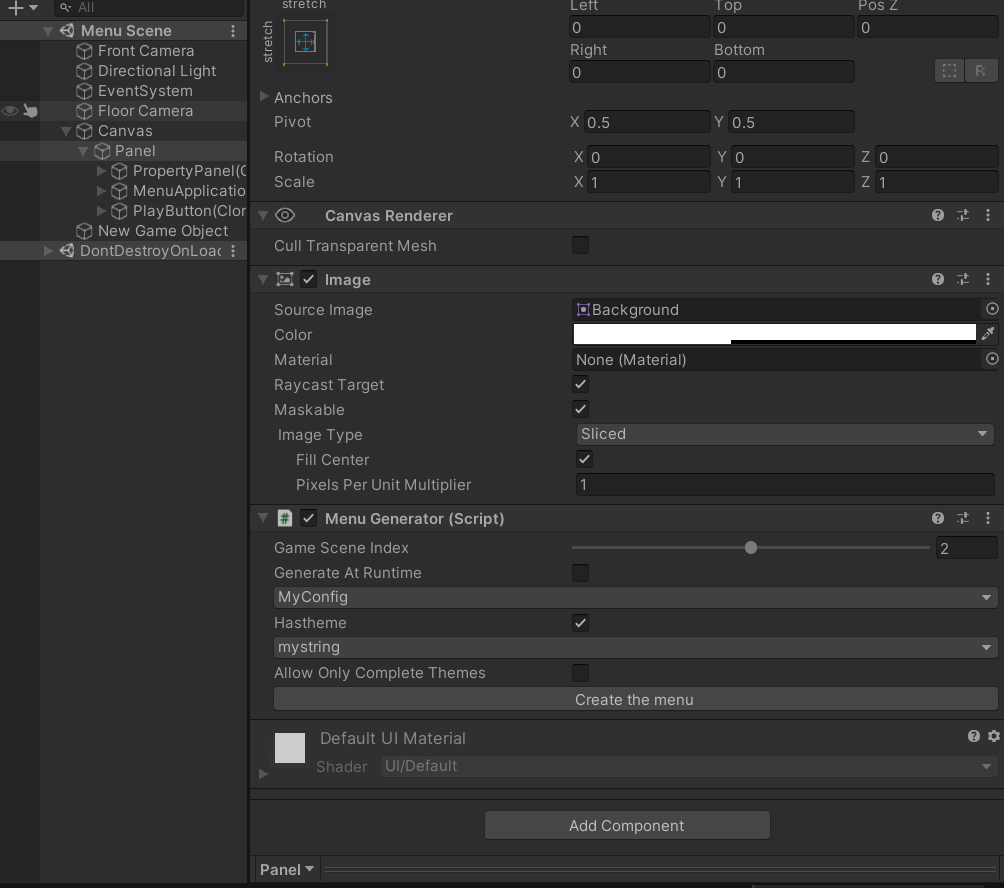 All
Menu Scene
Front Camera
Directional Light
EventSystem
Floor Camera
Canvas
Panel
PropertyPanel(C
MenuApplicatio
PlayButton(Clor
New Game Object
DontDestroyOnLoad
stretch
stretch
Left Top Pos Z
0 0 0
Right Bottom
0 0 R
Anchors
Pivot X 0.5 Y 0.5
Rotation X 0 Y 0 Z 0
Scale X 1 Y 1 Z 1
Canvas Renderer
Cull Transparent Mesh
Image
Source Image Background
Color
Material None (Material)
Raycast Target
Maskable
Image Type Sliced
Fill Center
Pixels Per Unit Multiplier 1
# Menu Generator (Script)
Game Scene Index 2
Generate At Runtime
MyConfig
Hastheme
mystring
Allow Only Complete Themes
Create the menu
Default UI Material
Shader UI/Default
Add Component
Panel